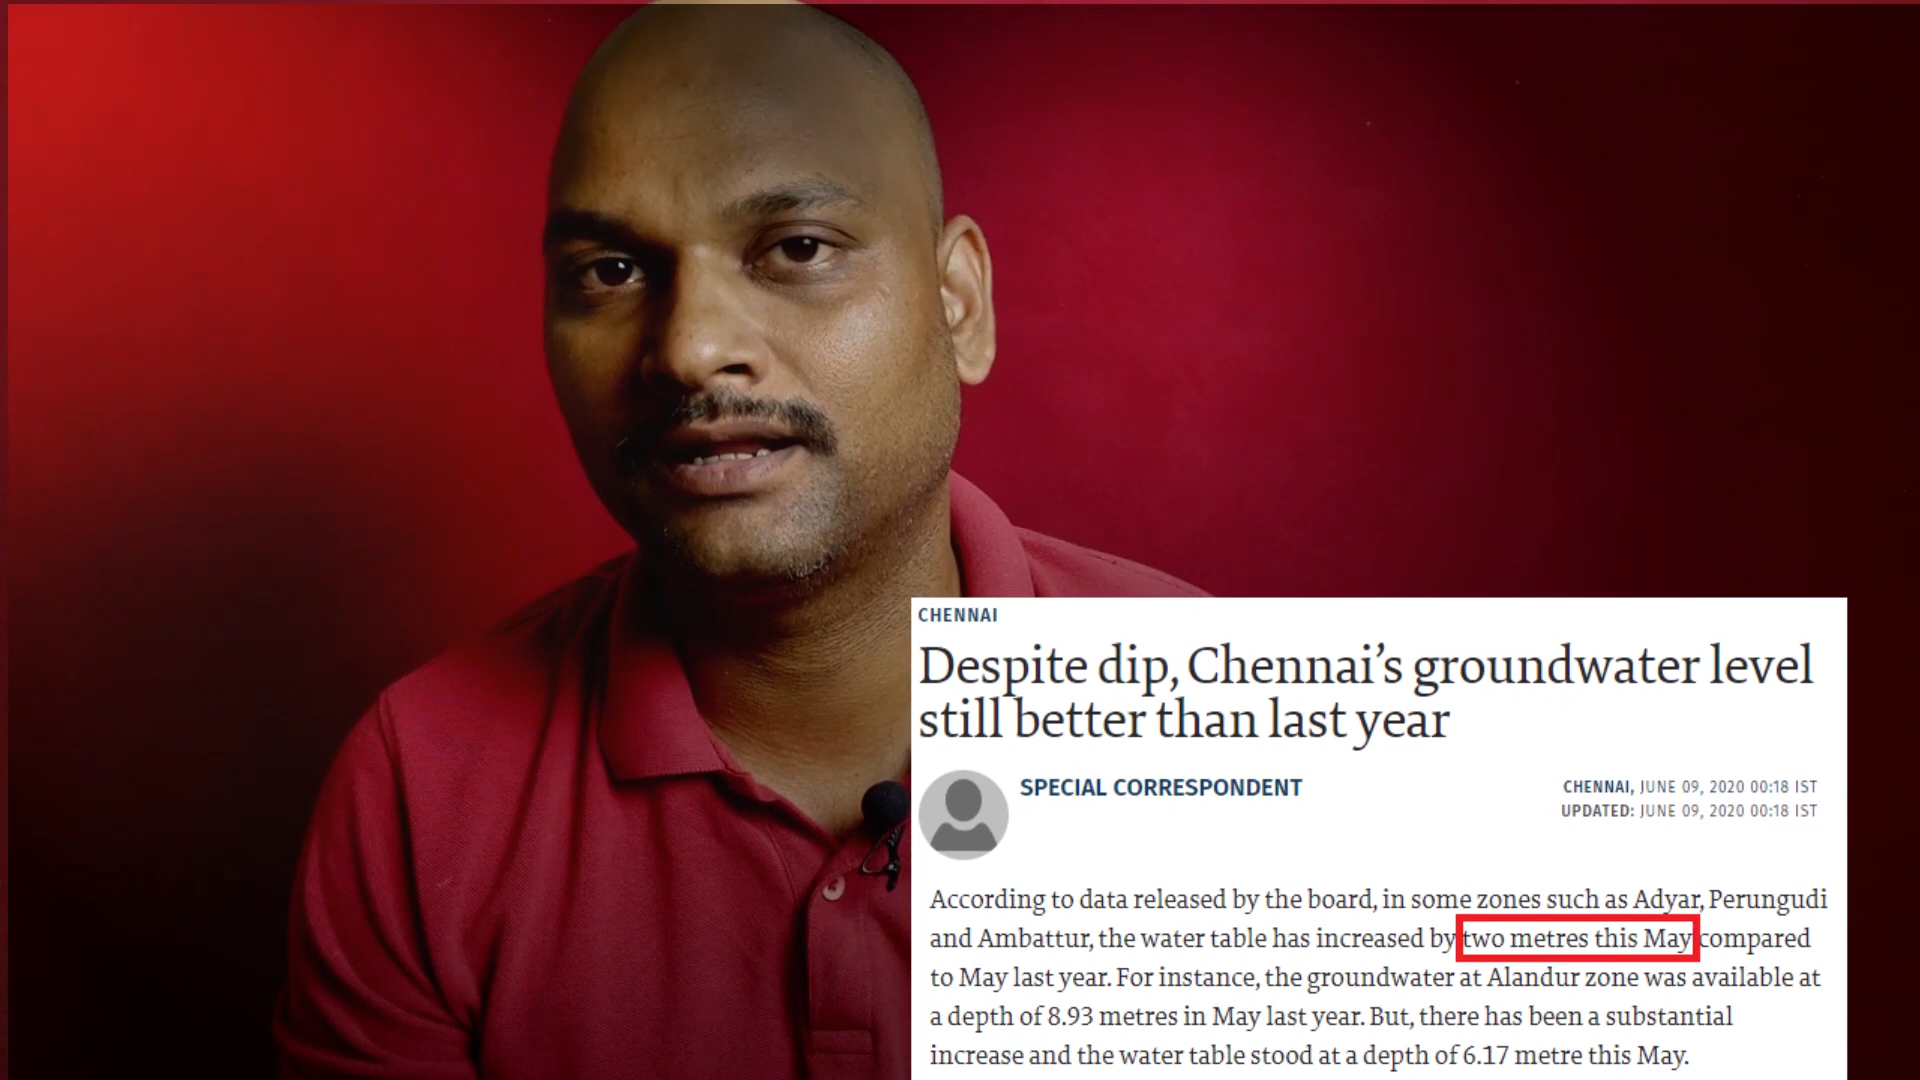 CHENNAI
Despite dip, Chennai’s groundwater level
still better than last year
SPECIAL CORRESPONDENT
CHENNAI, JUNE 09, 2020 00:18 IST
UPDATED: JUNE 09, 2020 00:18 IST
According to data released by the board, in some zones such as Adyar, Perungudi
and Ambattur, the water table has increased by two metres this May compared
to May last year. For instance, the groundwater at Alandur zone was available at
a depth of 8.93 metres in May last year. But, there has been a substantial
increase and the water table stood at a depth of 6.17 metre this May.